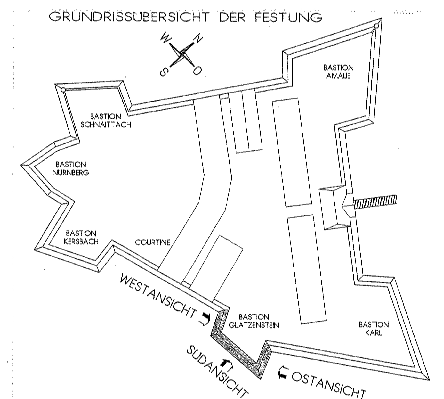 GRUNDRISSÜBERSICHT DER FESTUNG
W N
S O
BASTION
AMALIE
BASTION
SCHNAITTACH
BASTION
NÜRNBERG
BASTION
KERSBACH
COURTINE
WESTANSICHT
BASTION
GLATZENSTEIN
BASTION
KARL
SÜDANSICHT
OSTANSICHT